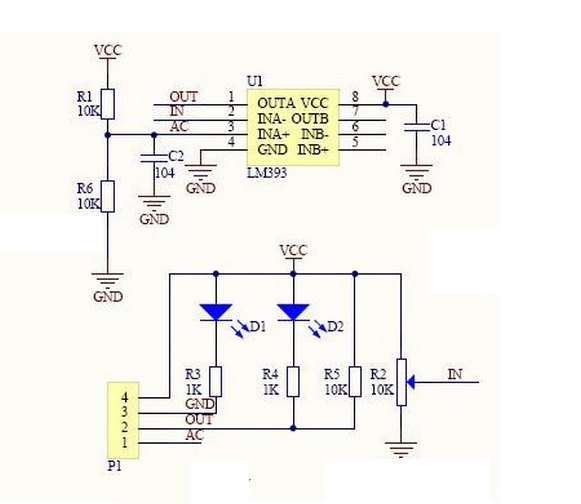 VCC
R1
10K
R6
10K
GND
C2
104
GND
OUT
IN
AC
GND
U1
1 OUTA VCC 8
2 INA- OUTB 7
3 INA+ INB- 6
4 GND INB+ 5
LM393
VCC
C1
104
GND
VCC
D1
D2
R3
1K
R4
1K
R5
10K
R2
10K
IN
4
3 GND
2 OUT
1 AC
P1